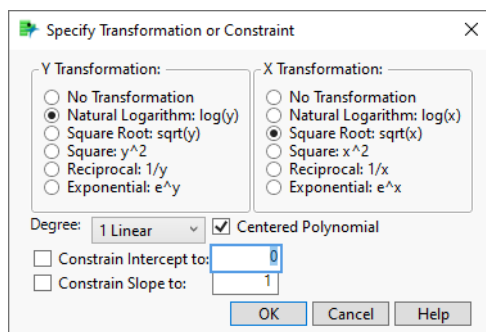 Specify Transformation or Constraint
Y Transformation:
No Transformation
Natural Logarithm: log(y)
Square Root: sqrt(y)
Square: y^2
Reciprocal: 1/y
Exponential: e^y
X Transformation:
No Transformation
Natural Logarithm: log(x)
Square Root: sqrt(x)
Square: x^2
Reciprocal: 1/x
Exponential: e^x
Degree: 1 Linear Centered Polynomial
Constrain Intercept to: 0
Constrain Slope to: 1
OK Cancel Help